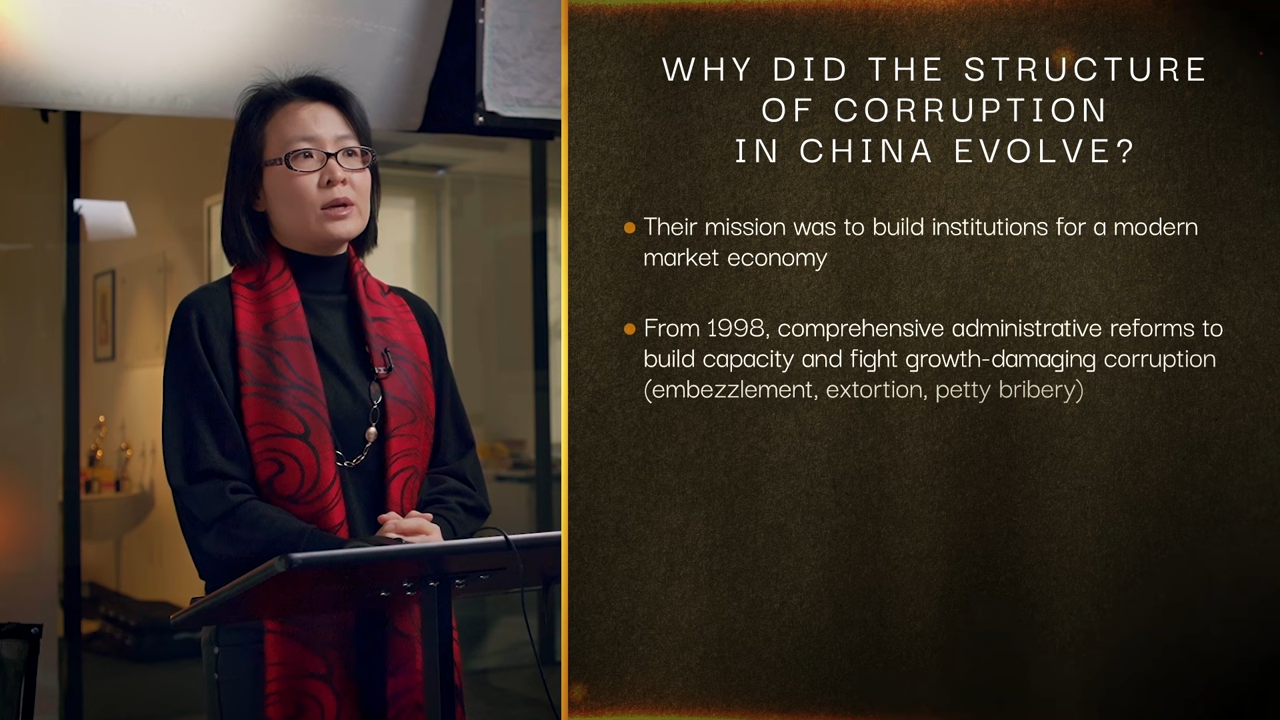 WHY DID THE STRUCTURE
OF CORRUPTION
IN CHINA EVOLVE?
• Their mission was to build institutions for a modern
market economy
• From 1998, comprehensive administrative reforms to
build capacity and fight growth-damaging corruption
(embezzlement, extortion, petty bribery)